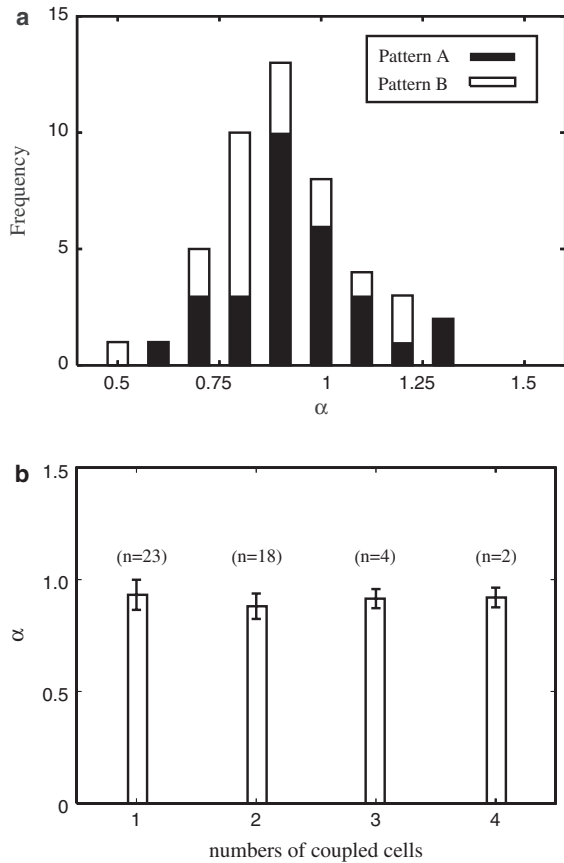 a
15
Pattern A
Pattern B
10
Frequency
5
0
0.5 0.75 1 1.25 1.5
α
b
1.5
(n=23) (n=18) (n=4) (n=2)
1.0
α
0.5
0
1 2 3 4
numbers of coupled cells